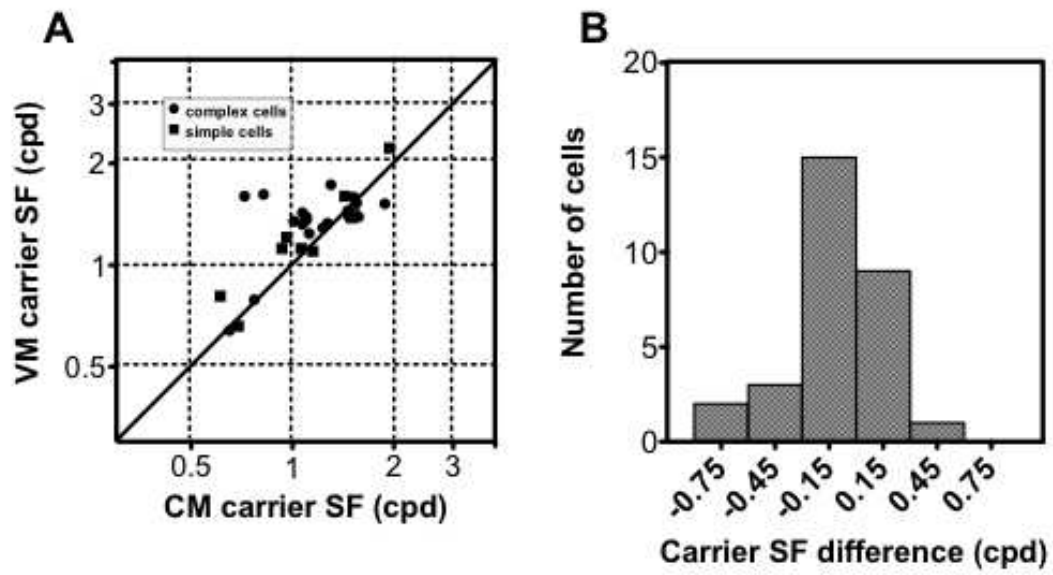 A
VM carrier SF (cpd)
3
2
1
0.5
complex cells
simple cells
0.5 1 2 3
CM carrier SF (cpd)
B
Number of cells
20
15
10
5
0
-0.75 -0.45 -0.15 0.15 0.45 0.75
Carrier SF difference (cpd)